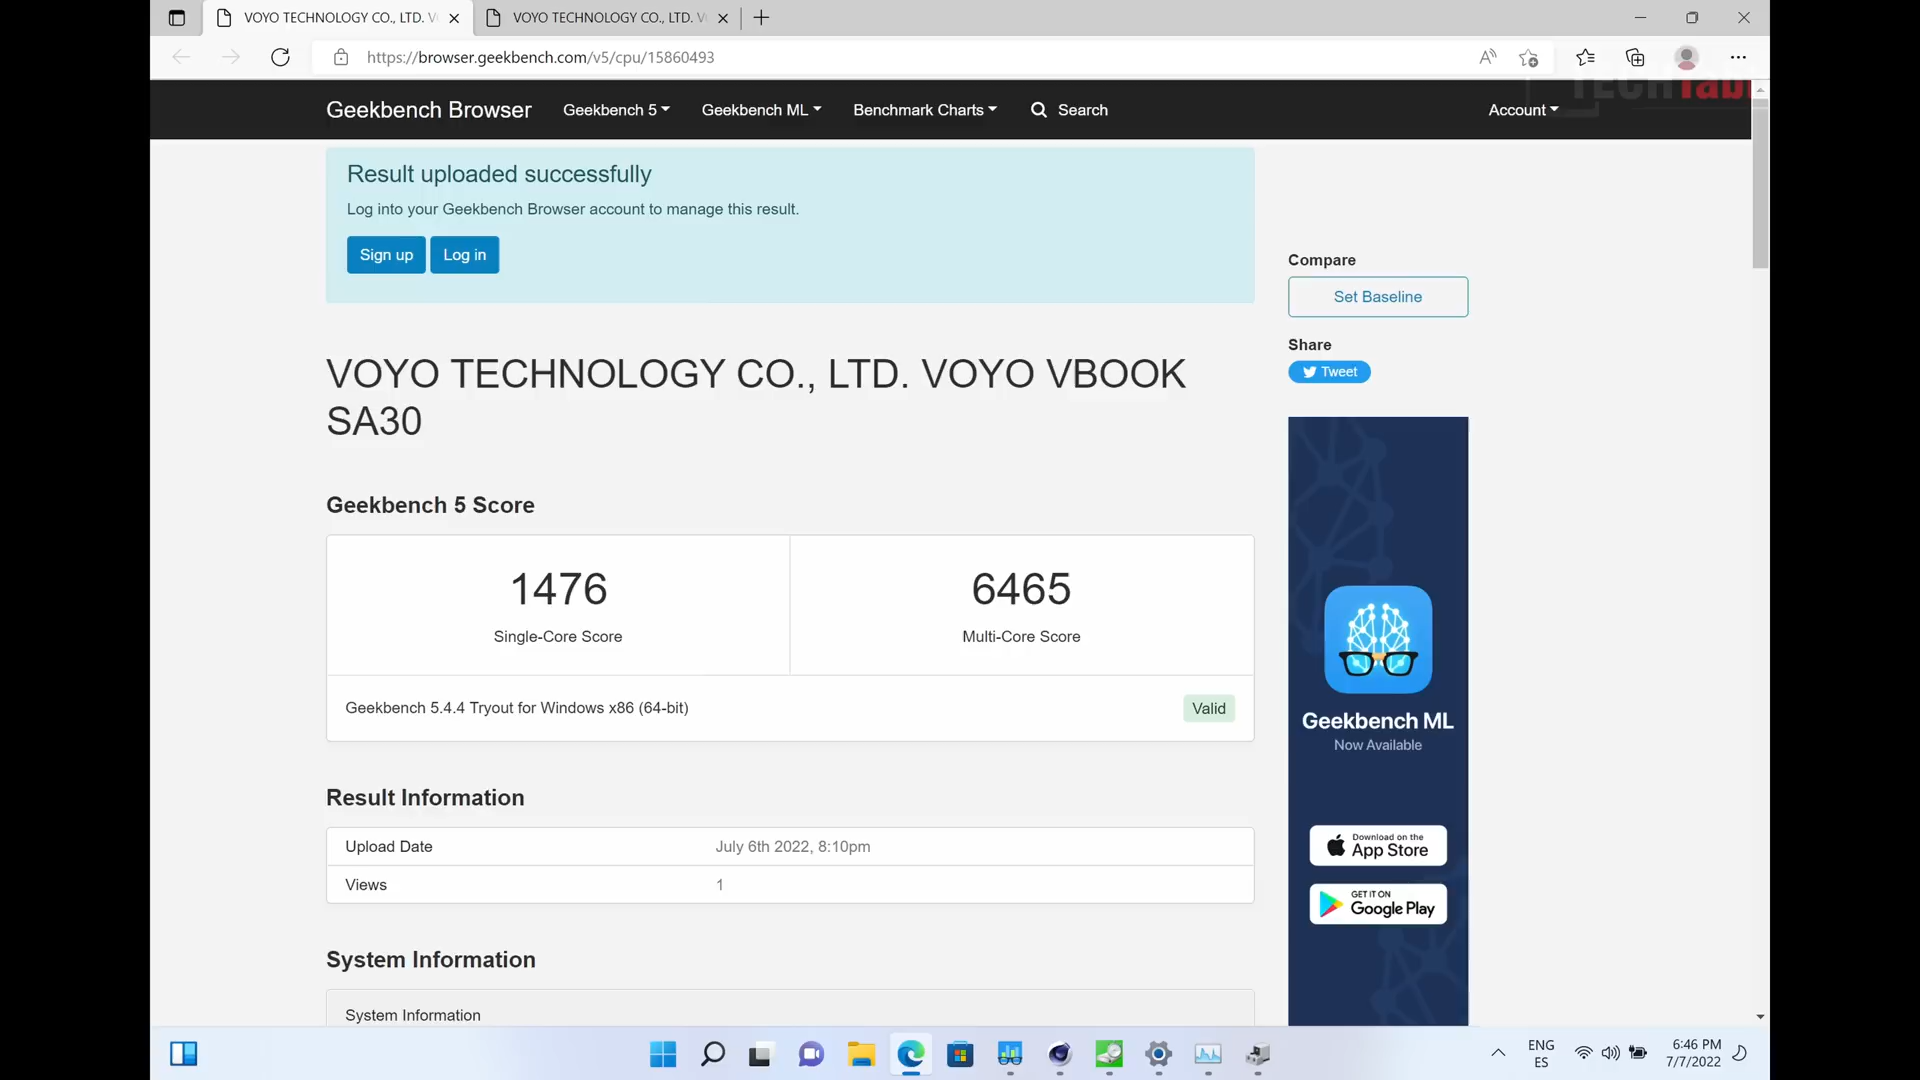 VOYO TECHNOLOGY CO., LTD. V
VOYO TECHNOLOGY CO., LTD. V
https://browser.geekbench.com/v5/cpu/15860493
Geekbench Browser
Geekbench 5
Geekbench ML
Benchmark Charts
Search
Account
TECHTabl
Result uploaded successfully
Log into your Geekbench Browser account to manage this result.
Sign up
Log in
Compare
Set Baseline
Share
Tweet
VOYO TECHNOLOGY CO., LTD. VOYO VBOOK
SA30
Geekbench 5 Score
1476
6465
Single-Core Score
Multi-Core Score
Geekbench 5.4.4 Tryout for Windows x86 (64-bit)
Valid
Geekbench ML
Now Available
Result Information
Upload Date
July 6th 2022, 8:10pm
Views
1
Download on the
App Store
GET IT ON
Google Play
System Information
System Information
ENG
ES
6:46 PM
7/7/2022